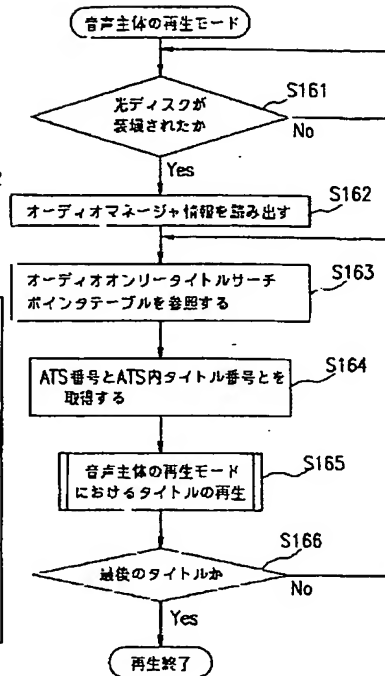 音声主体の再生モード
光ディスクが
装填されたか
S161
No
Yes
オーディオマネージャ情報を読み出す
S162
オーディオオンリータイトルサーチ
ポインタテーブルを参照する
S163
ATS番号とATS内タイトル番号とを
取得する
S164
音声主体の再生モード
におけるタイトルの再生
S165
最後のタイトルか
S166
No
Yes
再生終了